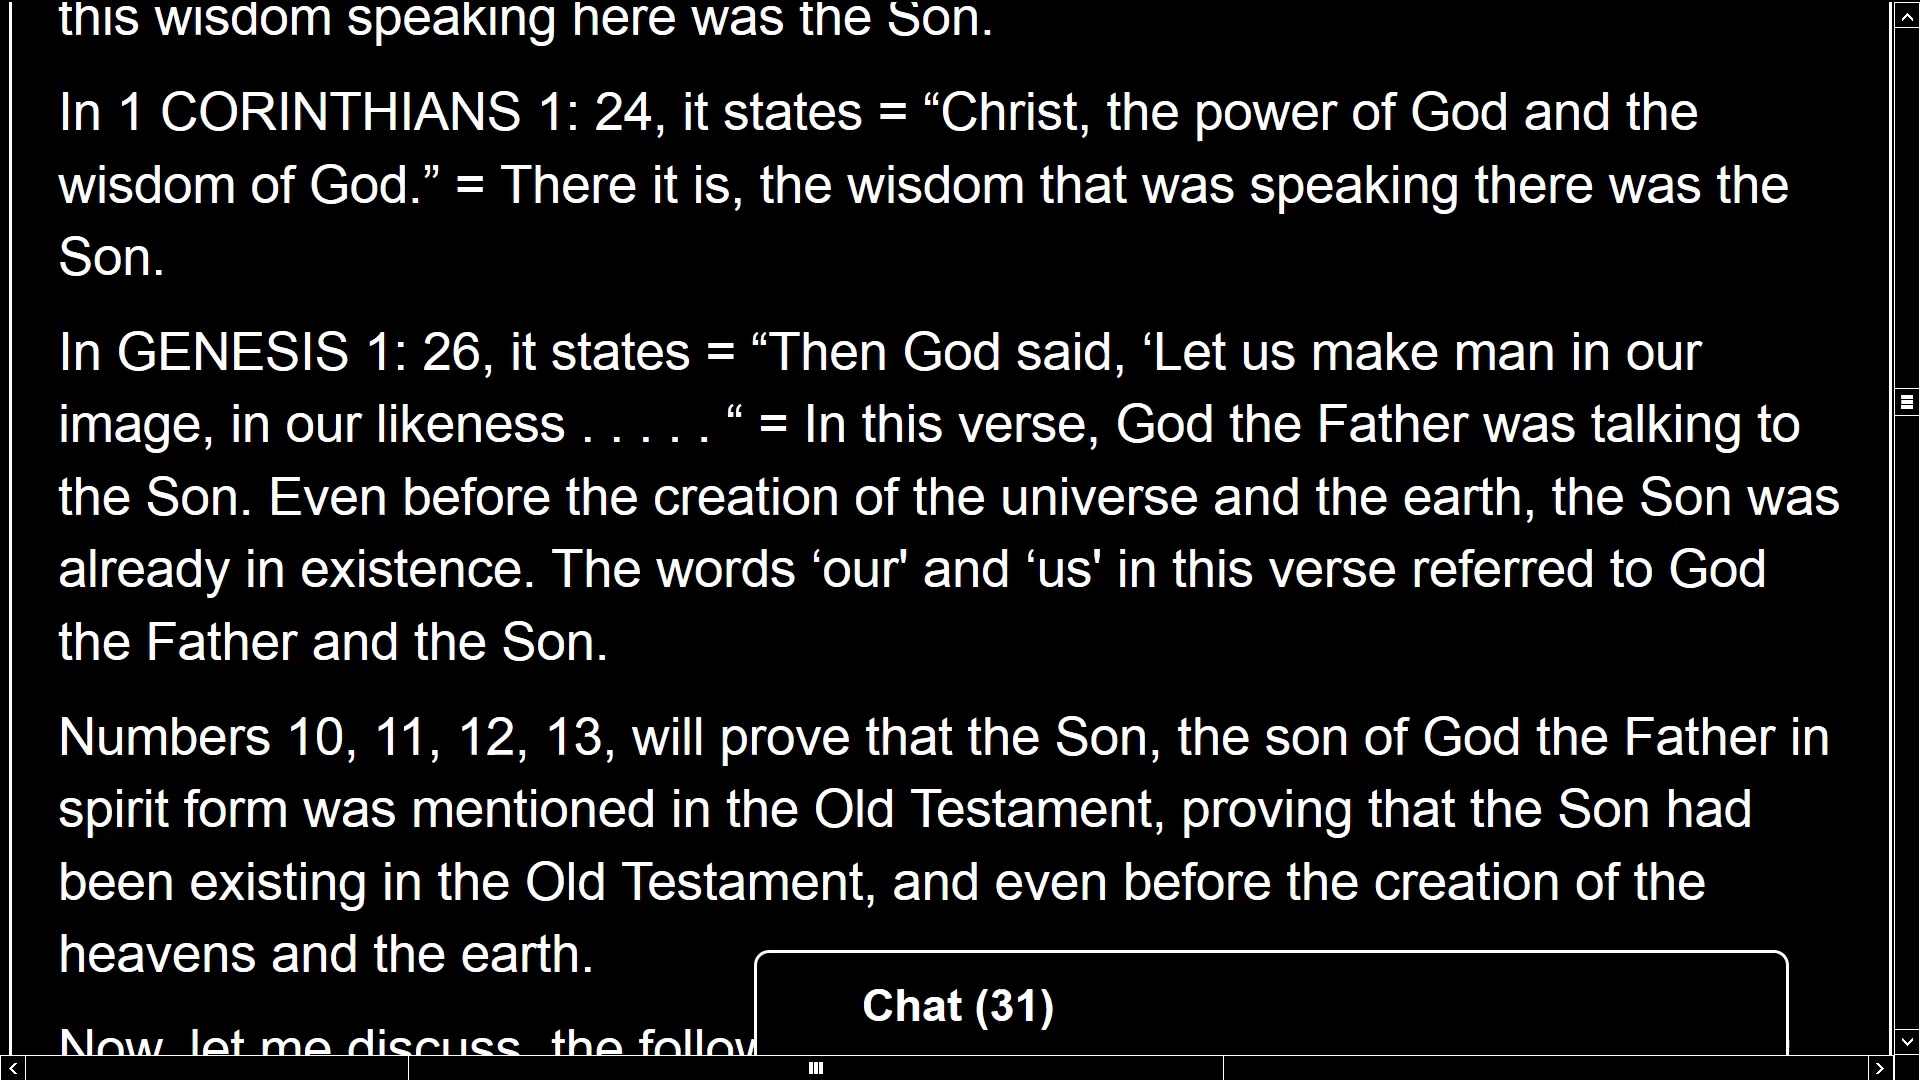 this wisdom speaking here was the Son.
In 1 CORINTHIANS 1: 24, it states = “Christ, the power of God and the
wisdom of God.” = There it is, the wisdom that was speaking there was the
Son.
In GENESIS 1: 26, it states = “Then God said, ‘Let us make man in our
image, in our likeness . . . . . “ = In this verse, God the Father was talking to
the Son. Even before the creation of the universe and the earth, the Son was
already in existence. The words ‘our' and ‘us' in this verse referred to God
the Father and the Son.
Numbers 10, 11, 12, 13, will prove that the Son, the son of God the Father in
spirit form was mentioned in the Old Testament, proving that the Son had
been existing in the Old Testament, and even before the creation of the
heavens and the earth.
Chat (31)
Now, let me discuss, the follow